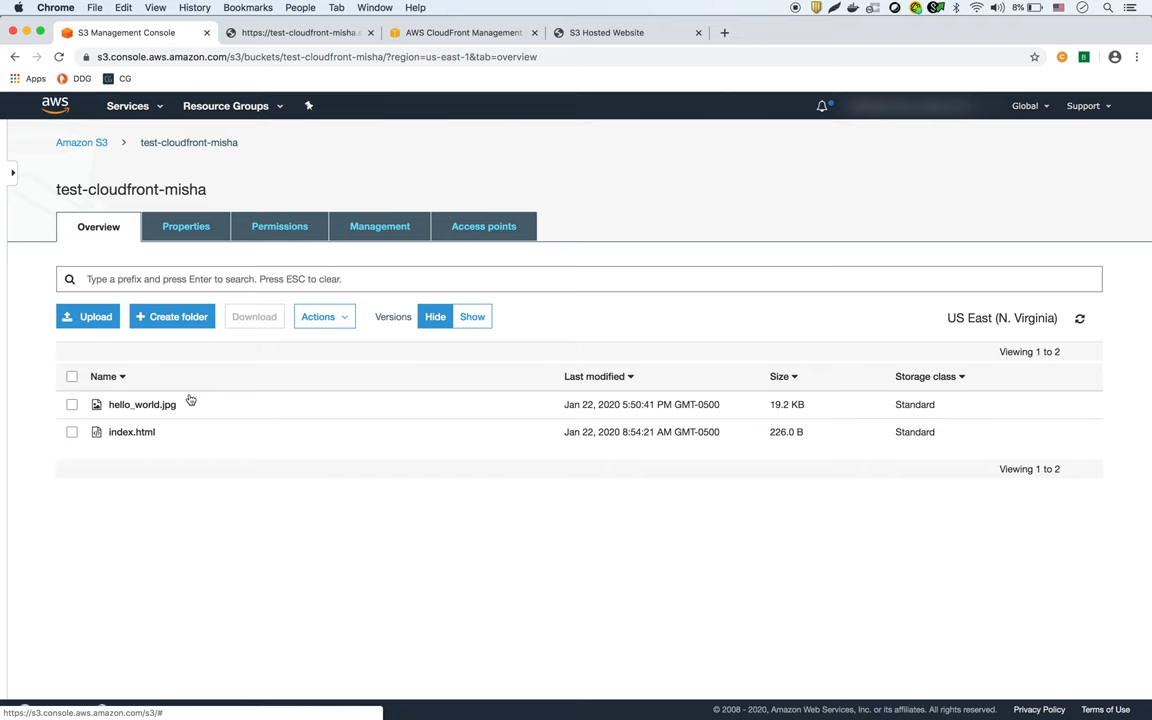 Chrome File Edit View History Bookmarks People Tab Window Help 8%
S3 Management Console https://test-cloudfront-misha.s AWS CloudFront Management S3 Hosted Website
s3.console.aws.amazon.com/s3/buckets/test-cloudfront-misha/?region=us-east-1&tab=overview
Apps DDG CG
aws Services Resource Groups Global Support
Amazon S3 test-cloudfront-misha
test-cloudfront-misha
Overview Properties Permissions Management Access points
Type a prefix and press Enter to search. Press ESC to clear.
Upload + Create folder Download Actions Versions Hide Show US East (N. Virginia)
Viewing 1 to 2
Name Last modified Size Storage class
hello_world.jpg Jan 22, 2020 5:50:41 PM GMT-0500 19.2 KB Standard
index.html Jan 22, 2020 8:54:21 AM GMT-0500 226.0 B Standard
Viewing 1 to 2
https://s3.console.aws.amazon.com/s3/# © 2008 - 2020, Amazon Web Services, Inc. or its affiliates. All rights reserved. Privacy Policy Terms of Use